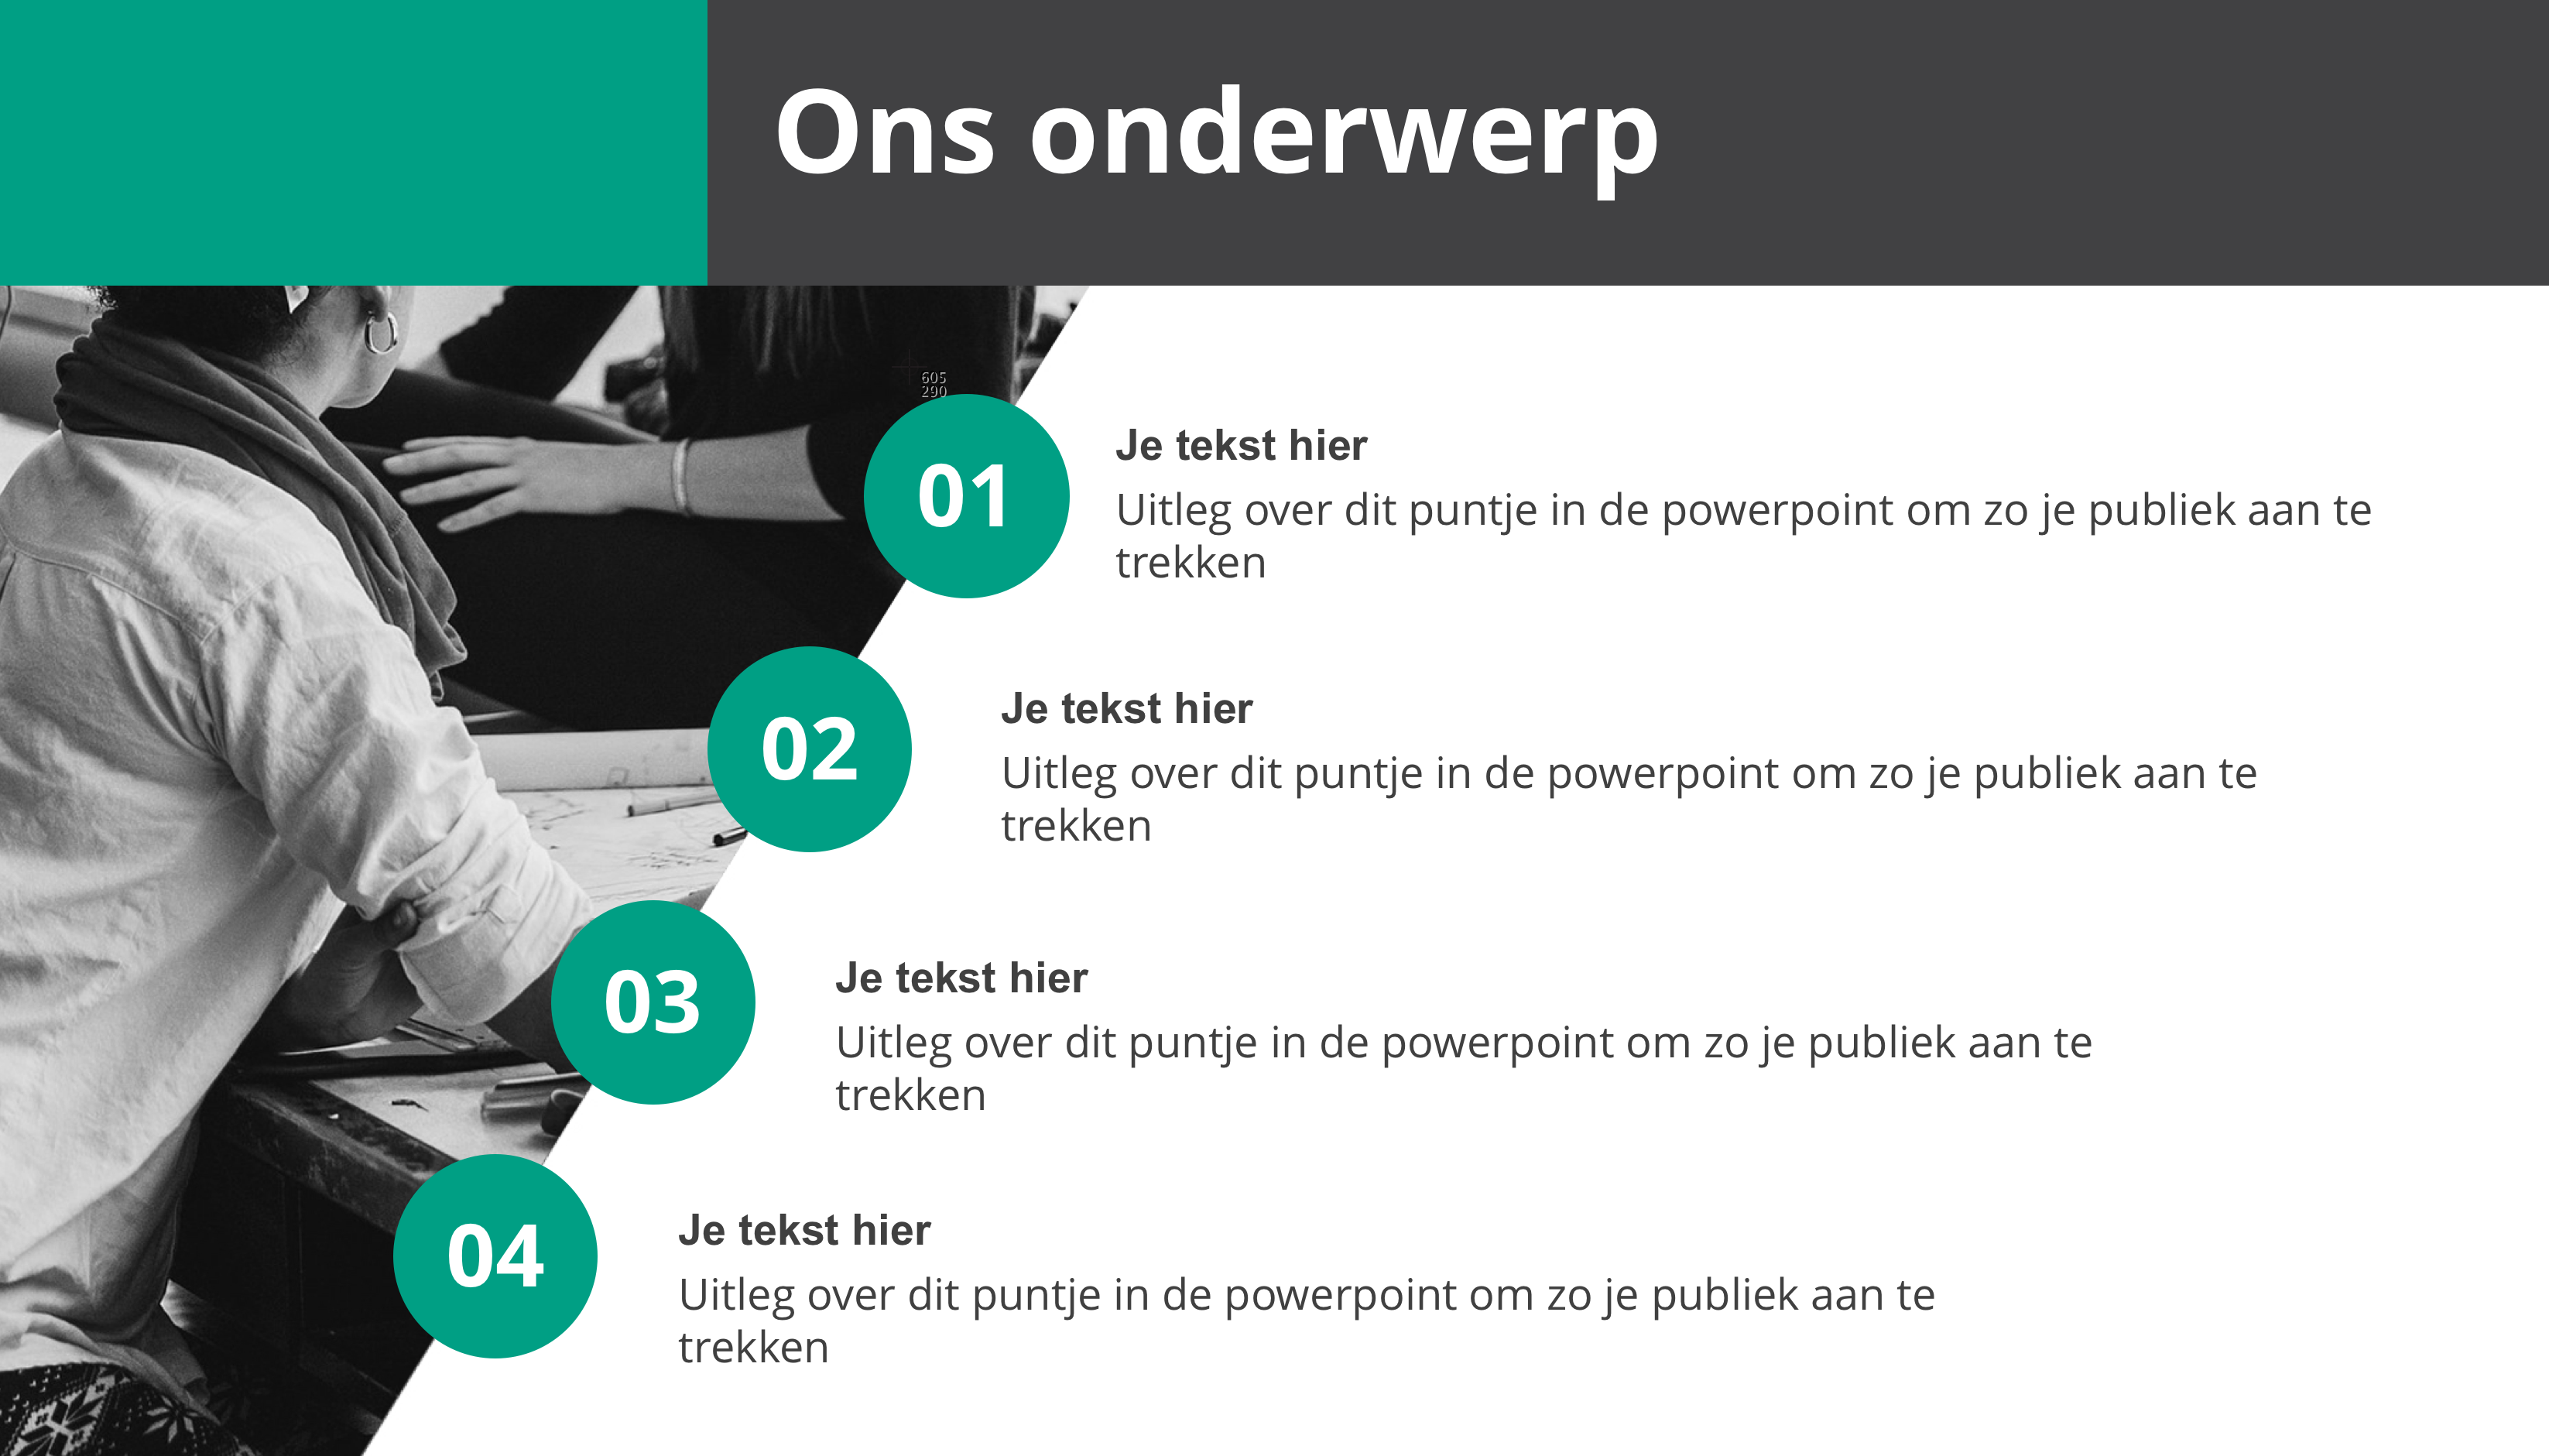 Ons onderwerp
605
290
01
Je tekst hier
Uitleg over dit puntje in de powerpoint om zo je publiek aan te
trekken
02
Je tekst hier
Uitleg over dit puntje in de powerpoint om zo je publiek aan te
trekken
03
Je tekst hier
Uitleg over dit puntje in de powerpoint om zo je publiek aan te
trekken
04
Je tekst hier
Uitleg over dit puntje in de powerpoint om zo je publiek aan te
trekken